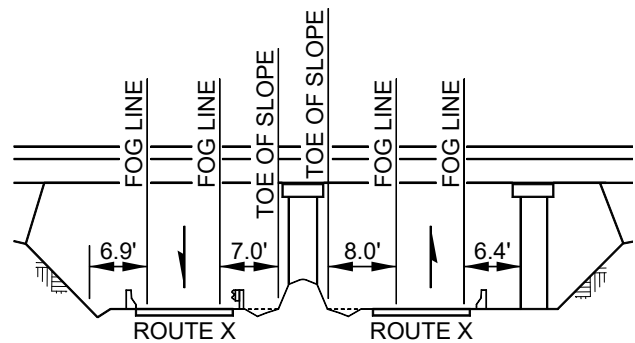 FOG LINE
FOG LINE
TOE OF SLOPE
TOE OF SLOPE
FOG LINE
FOG LINE
6.9'
7.0'
8.0'
6.4'
ROUTE X
ROUTE X